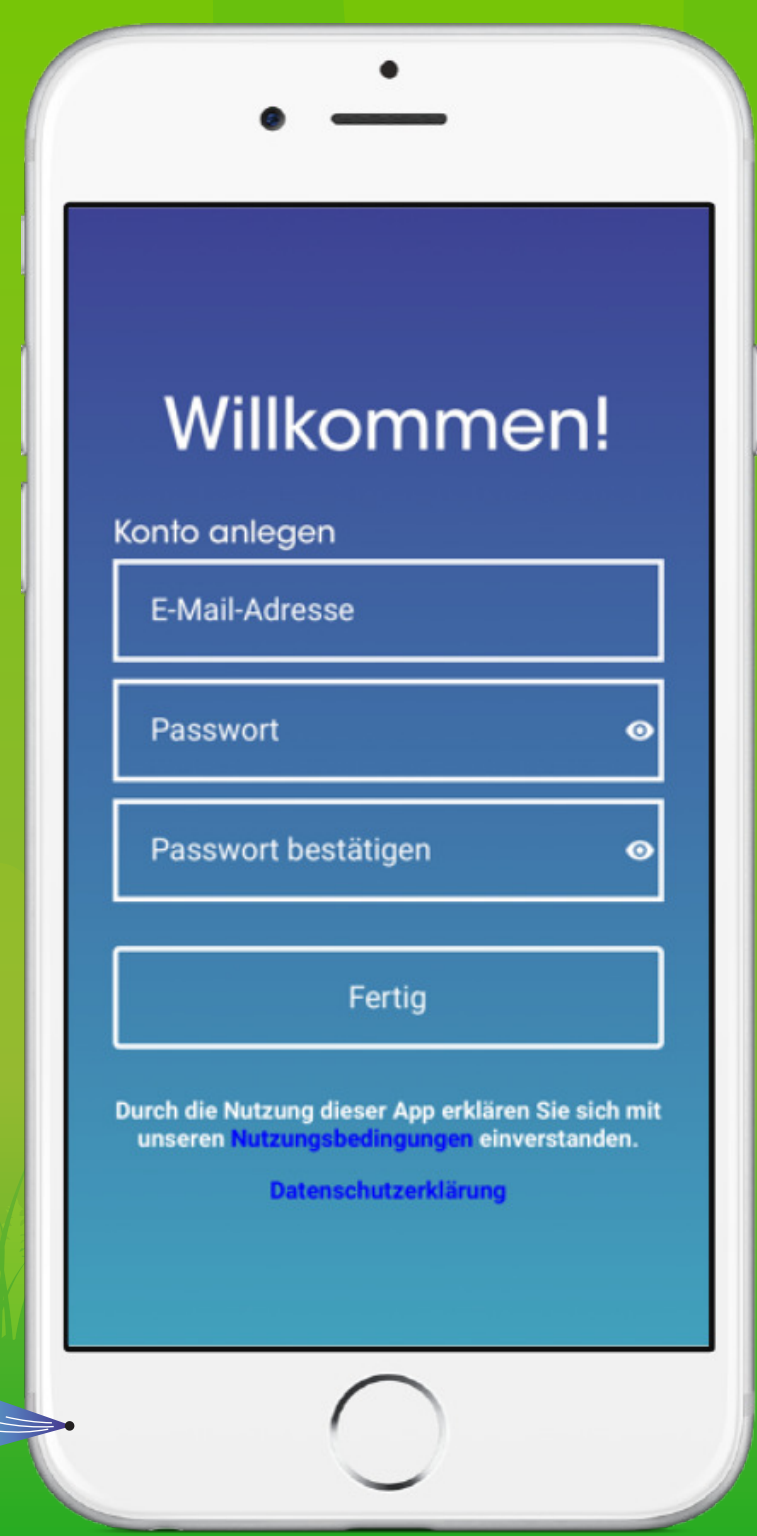 Willkommen!
Konto anlegen
E-Mail-Adresse
Passwort
Passwort bestätigen
Fertig
Durch die Nutzung dieser App erklären Sie sich mit
unseren Nutzungsbedingungen einverstanden.
Datenschutzerklärung